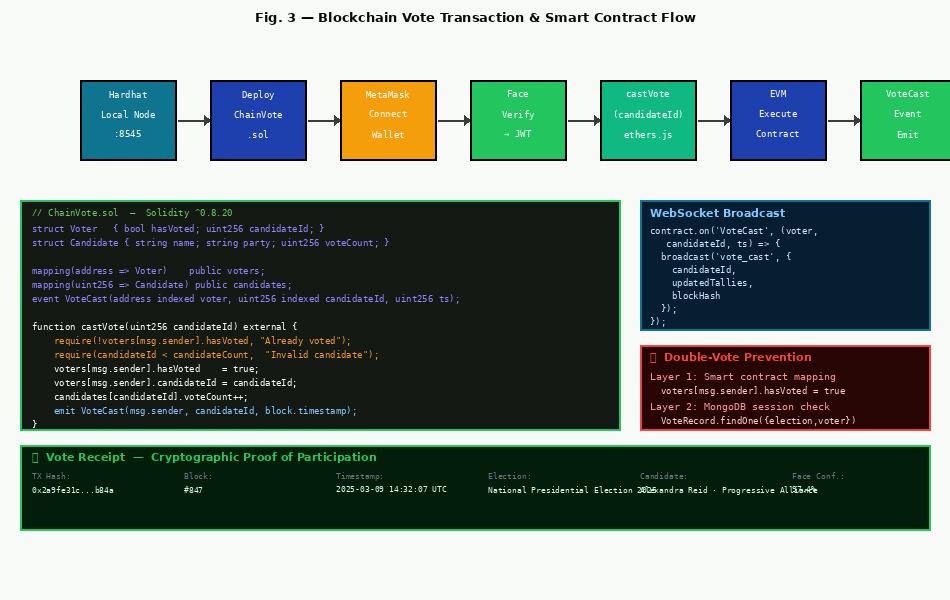 Fig. 3 — Blockchain Vote Transaction & Smart Contract Flow
Hardhat
Local Node
:8545
Deploy
ChainVote
.sol
MetaMask
Connect
Wallet
Face
Verify
→ JWT
castVote
(candidateId)
ethers.js
EVM
Execute
Contract
VoteCast
Event
Emit
// ChainVote.sol — Solidity ^0.8.20
struct Voter { bool hasVoted; uint256 candidateId; }
struct Candidate { string name; string party; uint256 voteCount; }
mapping(address => Voter) public voters;
mapping(uint256 => Candidate) public candidates;
event VoteCast(address indexed voter, uint256 indexed candidateId, uint256 ts);
function castVote(uint256 candidateId) external {
require(!voters[msg.sender].hasVoted, "Already voted");
require(candidateId < candidateCount, "Invalid candidate");
voters[msg.sender].hasVoted = true;
voters[msg.sender].candidateId = candidateId;
candidates[candidateId].voteCount++;
emit VoteCast(msg.sender, candidateId, block.timestamp);
}
WebSocket Broadcast
contract.on('VoteCast', (voter,
candidateId, ts) => {
broadcast('vote_cast', {
candidateId,
updatedTallies,
blockHash
});
});
Double-Vote Prevention
Layer 1: Smart contract mapping
voters[msg.sender].hasVoted = true
Layer 2: MongoDB session check
VoteRecord.findOne({election,voter})
Vote Receipt — Cryptographic Proof of Participation
TX Hash:
0x2a9fe31c...b84a
Block:
#847
Timestamp:
2025-03-09 14:32:07 UTC
Election:
National Presidential Election 2025
Candidate:
Alexandra Reid · Progressive Alliance
Face Conf.: